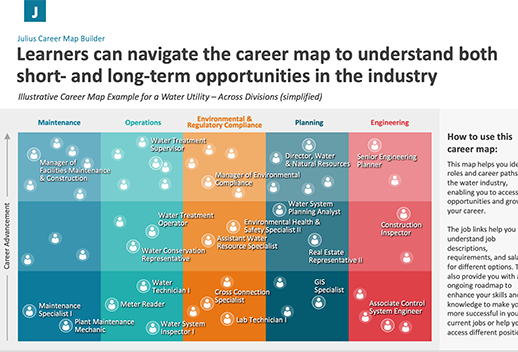 J
Julius Career Map Builder
Learners can navigate the career map to understand both
short- and long-term opportunities in the industry
Illustrative Career Map Example for a Water Utility – Across Divisions (simplified)
Maintenance
Operations
Environmental &
Regulatory Compliance
Planning
Engineering
Career Advancement
Manager of
Facilities Maintenance
& Construction
Water Treatment
Supervisor
Manager of Environmental
Compliance
Director, Water
& Natural Resources
Senior Engineering
Planner
Water Treatment
Operator
Water Conservation
Representative
Environmental Health &
Safety Specialist II
Assistant Water
Resource Specialist
Water System
Planning Analyst
Real Estate
Representative II
Construction
Inspector
Maintenance
Specialist I
Plant Maintenance
Mechanic
Water
Technician I
Meter Reader
Water System
Inspector I
Cross Connection
Specialist
Lab Technician I
GIS
Specialist
Associate Control
System Engineer
How to use this
career map:
This map helps you ide
roles and career paths
the water industry,
enabling you to access
opportunities and grow
your career.
The job links help you
understand job
descriptions,
requirements, and sala
for different options. T
also provide you with a
ongoing roadmap to
enhance your skills and
knowledge to make yo
more successful in you
current jobs or help yo
access different positio